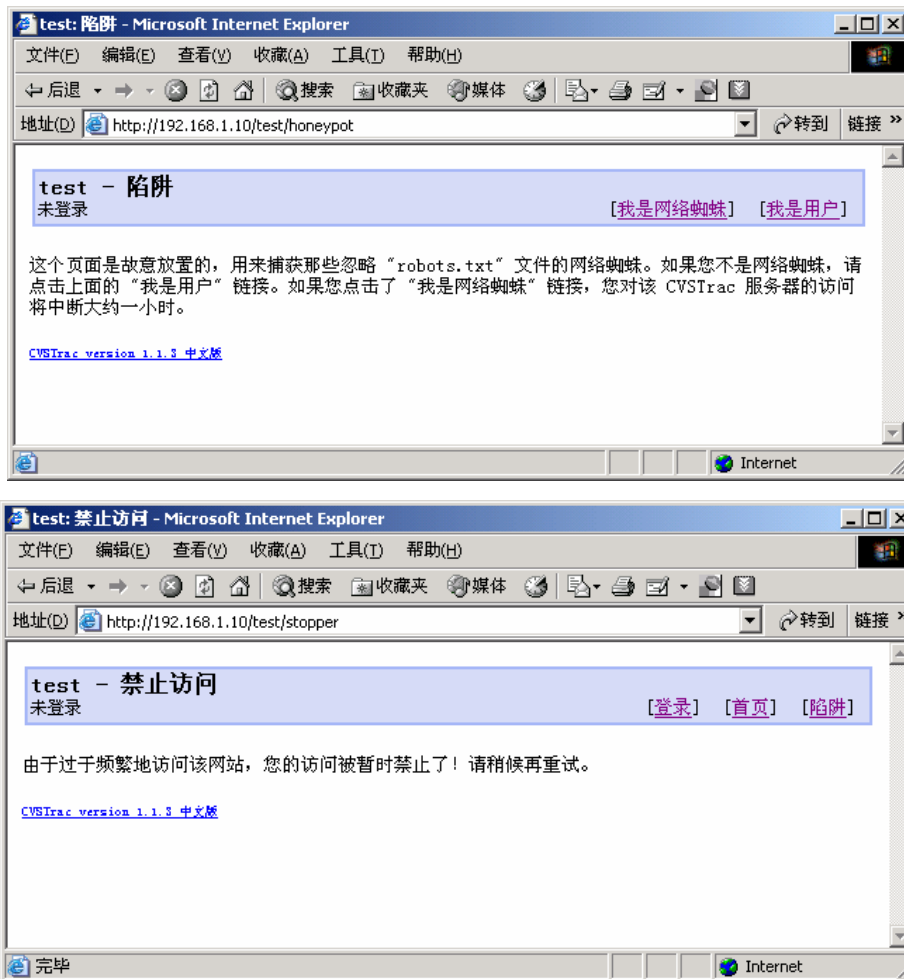 test: 陷阱 - Microsoft Internet Explorer
文件(F) 编辑(E) 查看(V) 收藏(A) 工具(T) 帮助(H)
后退 搜索 收藏夹 媒体
地址(D) http://192.168.1.10/test/honeypot 转到 链接 »
test - 陷阱
未登录 [我是网络蜘蛛] [我是用户]
这个页面是故意放置的，用来捕获那些忽略“robots.txt”文件的网络蜘蛛。如果您不是网络蜘蛛，请
点击上面的“我是用户”链接。如果您点击了“我是网络蜘蛛”链接，您对该 CVSTrac 服务器的访问
将中断大约一小时。
CVSTrac version 1.1.3 中文版
Internet
test: 禁止访问 - Microsoft Internet Explorer
文件(F) 编辑(E) 查看(V) 收藏(A) 工具(T) 帮助(H)
后退 搜索 收藏夹 媒体
地址(D) http://192.168.1.10/test/stopper 转到 链接 »
test - 禁止访问
未登录 [登录] [首页] [陷阱]
由于过于频繁地访问该网站，您的访问被暂时禁止了！请稍候再重试。
CVSTrac version 1.1.3 中文版
完毕 Internet